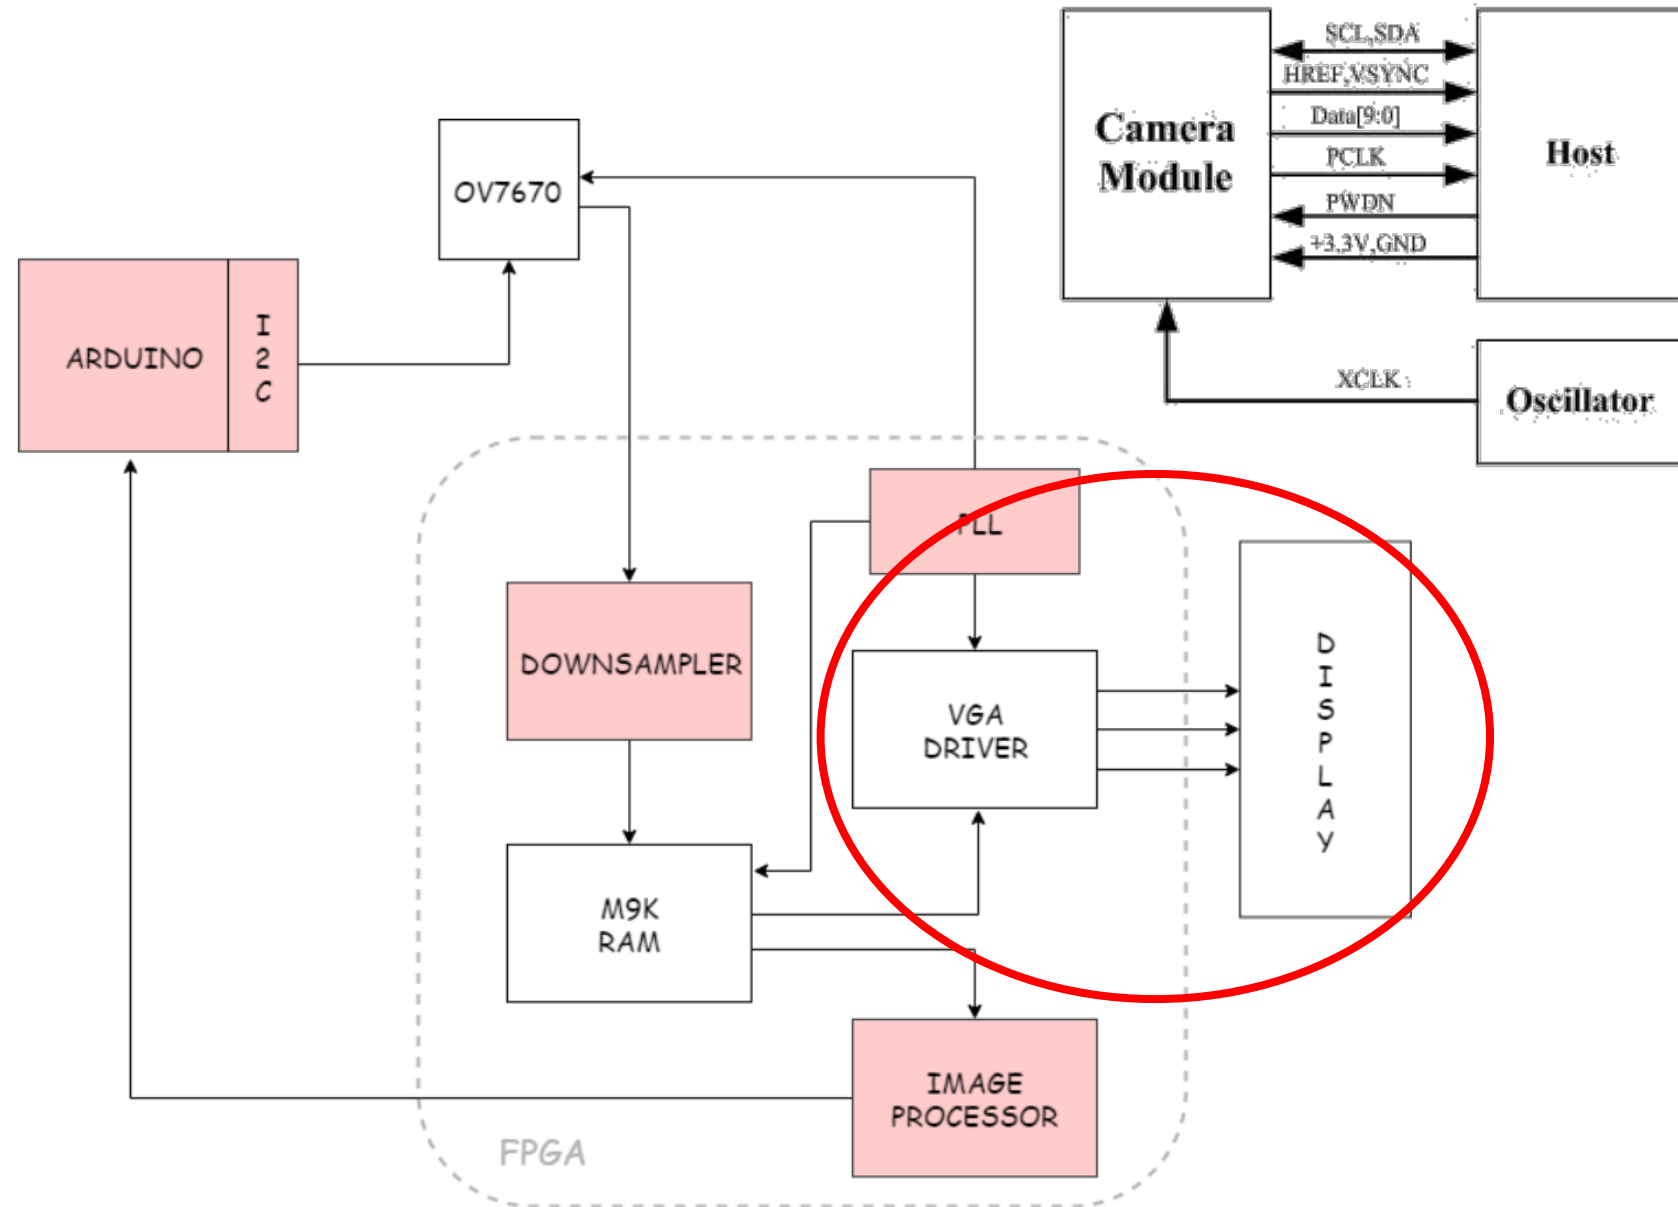 SCL,SDA
HREF,VSYNC
Data[9:0]
PCLK
PWDN
+3.3V,GND
Camera
Module
Host
XCLK
Oscillator
OV7670
ARDUINO
I
2
C
PLL
DOWNSAMPLER
VGA
DRIVER
D
I
S
P
L
A
Y
M9K
RAM
IMAGE
PROCESSOR
FPGA